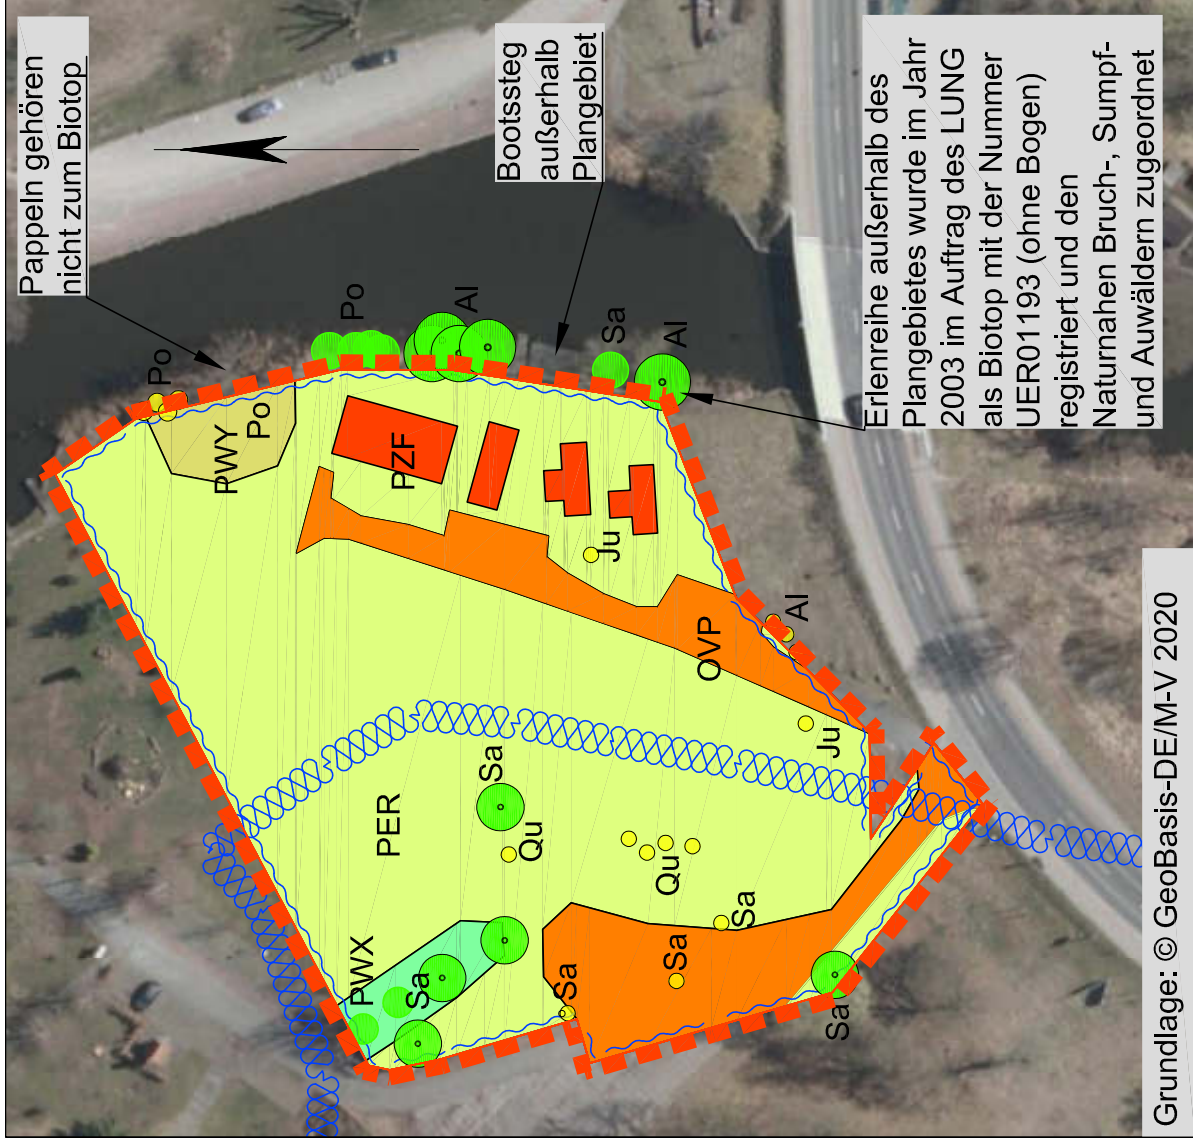 Pappeln gehören
nicht zum Biotop
Bootssteg
außerhalb
Plangebiet
Erlenreihe außerhalb des
Plangebietes wurde im Jahr
2003 im Auftrag des LUNG
als Biotop mit der Nummer
UER01193 (ohne Bogen)
registriert und den
Naturnahen Bruch-, Sumpf-
und Auwäldern zugeordnet
Po
Po
Al
Sa
Al
PWY
Po
PZF
Ju
OVP
Al
Ju
PER
Sa
Qu
Qu
Sa
Sa
Sa
PWX
Sa
Sa
Grundlage: © GeoBasis-DE/M-V 2020